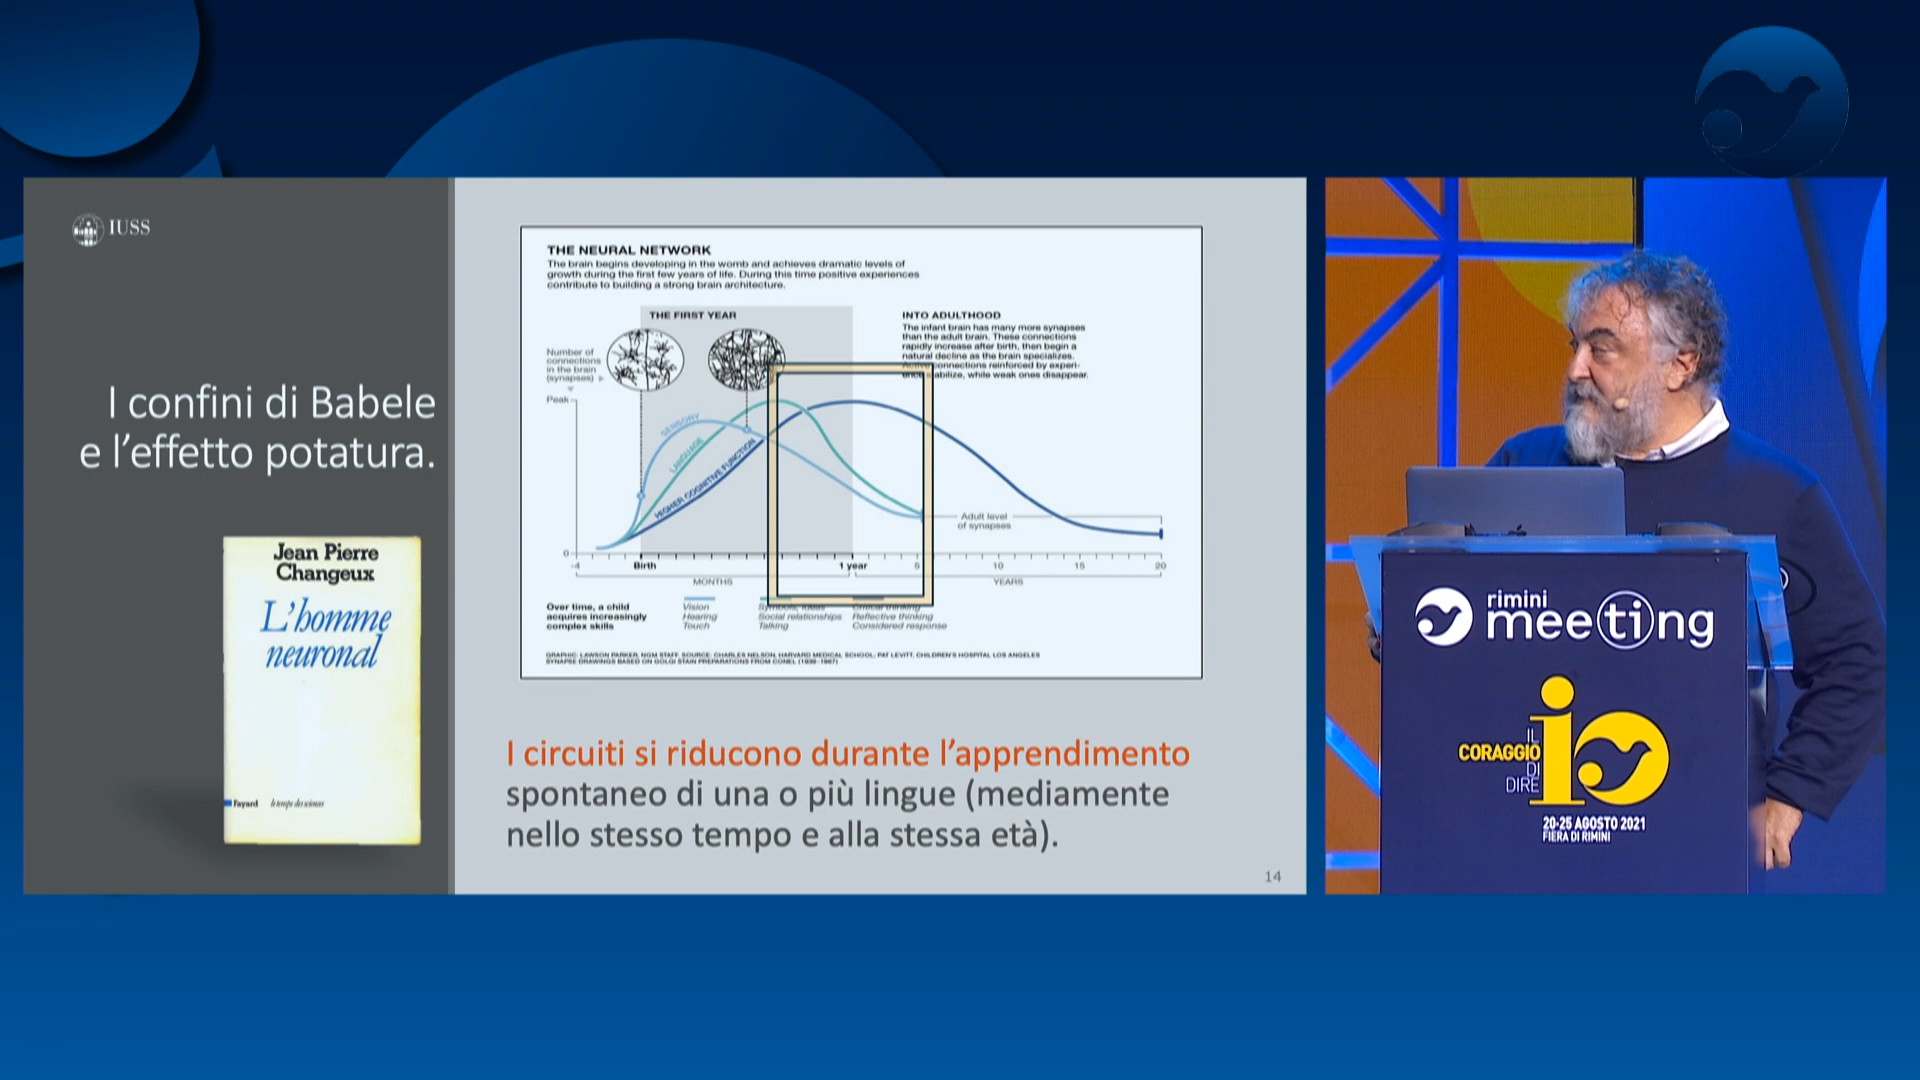 IUSS
I confini di Babele
e l'effetto potatura.
Jean Pierre
Changeux
L'homme
neuronal
Fayard
le temps des sciences
THE NEURAL NETWORK
The brain begins developing in the womb and achieves dramatic levels of
growth during the first few years of life. During this time positive experiences
contribute to building a strong brain architecture.
THE FIRST YEAR
Number of
connections
in the brain
(synapses)
INTO ADULTHOOD
The infant brain has many more synapses
than the adult brain. These connections
rapidly increase after birth, then begin a
natural decline as the brain specializes.
Active connections reinforced by experi-
ence stabilize, while weak ones disappear.
Peak
SENSORY
LANGUAGE
HIGHER COGNITIVE FUNCTION
Adult level
of synapses
0
-4
Birth
1 year
5
10
15
20
MONTHS
YEARS
Over time, a child
acquires increasingly
complex skills
Vision
Hearing
Touch
Symbols, ideas
Social relationships
Talking
Critical thinking
Reflective thinking
Considered response
GRAPHIC: LAWSON PARKER, NGM STAFF. SOURCE: CHARLES NELSON, HARVARD MEDICAL SCHOOL; PAT LEVITT, CHILDREN'S HOSPITAL LOS ANGELES
SYNAPSE DRAWINGS BASED ON GOLGI STAIN PREPARATIONS FROM CONEL (1939-1967)
I circuiti si riducono durante l'apprendimento
spontaneo di una o più lingue (mediamente
nello stesso tempo e alla stessa età).
14
rimini
meeting
IL
CORAGGIO
DI
DIRE
io
20-25 AGOSTO 2021
FIERA DI RIMINI